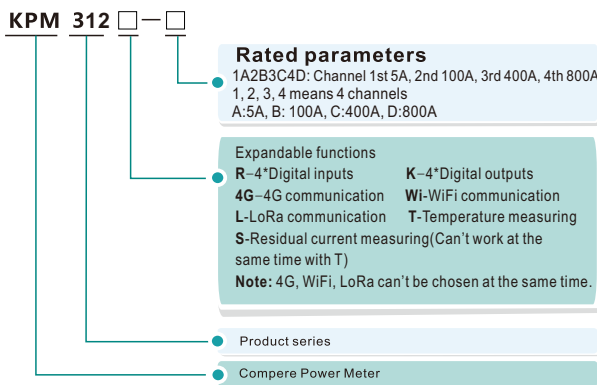 KPM 312 □—□
Rated parameters
1A2B3C4D: Channel 1st 5A, 2nd 100A, 3rd 400A, 4th 800A
1, 2, 3, 4 means 4 channels
A:5A, B: 100A, C:400A, D:800A
Expandable functions
R–4*Digital inputs K–4*Digital outputs
4G–4G communication Wi-WiFi communication
L-LoRa communication T-Temperature measuring
S-Residual current measuring(Can't work at the
same time with T)
Note: 4G, WiFi, LoRa can't be chosen at the same time.
Product series
Compere Power Meter